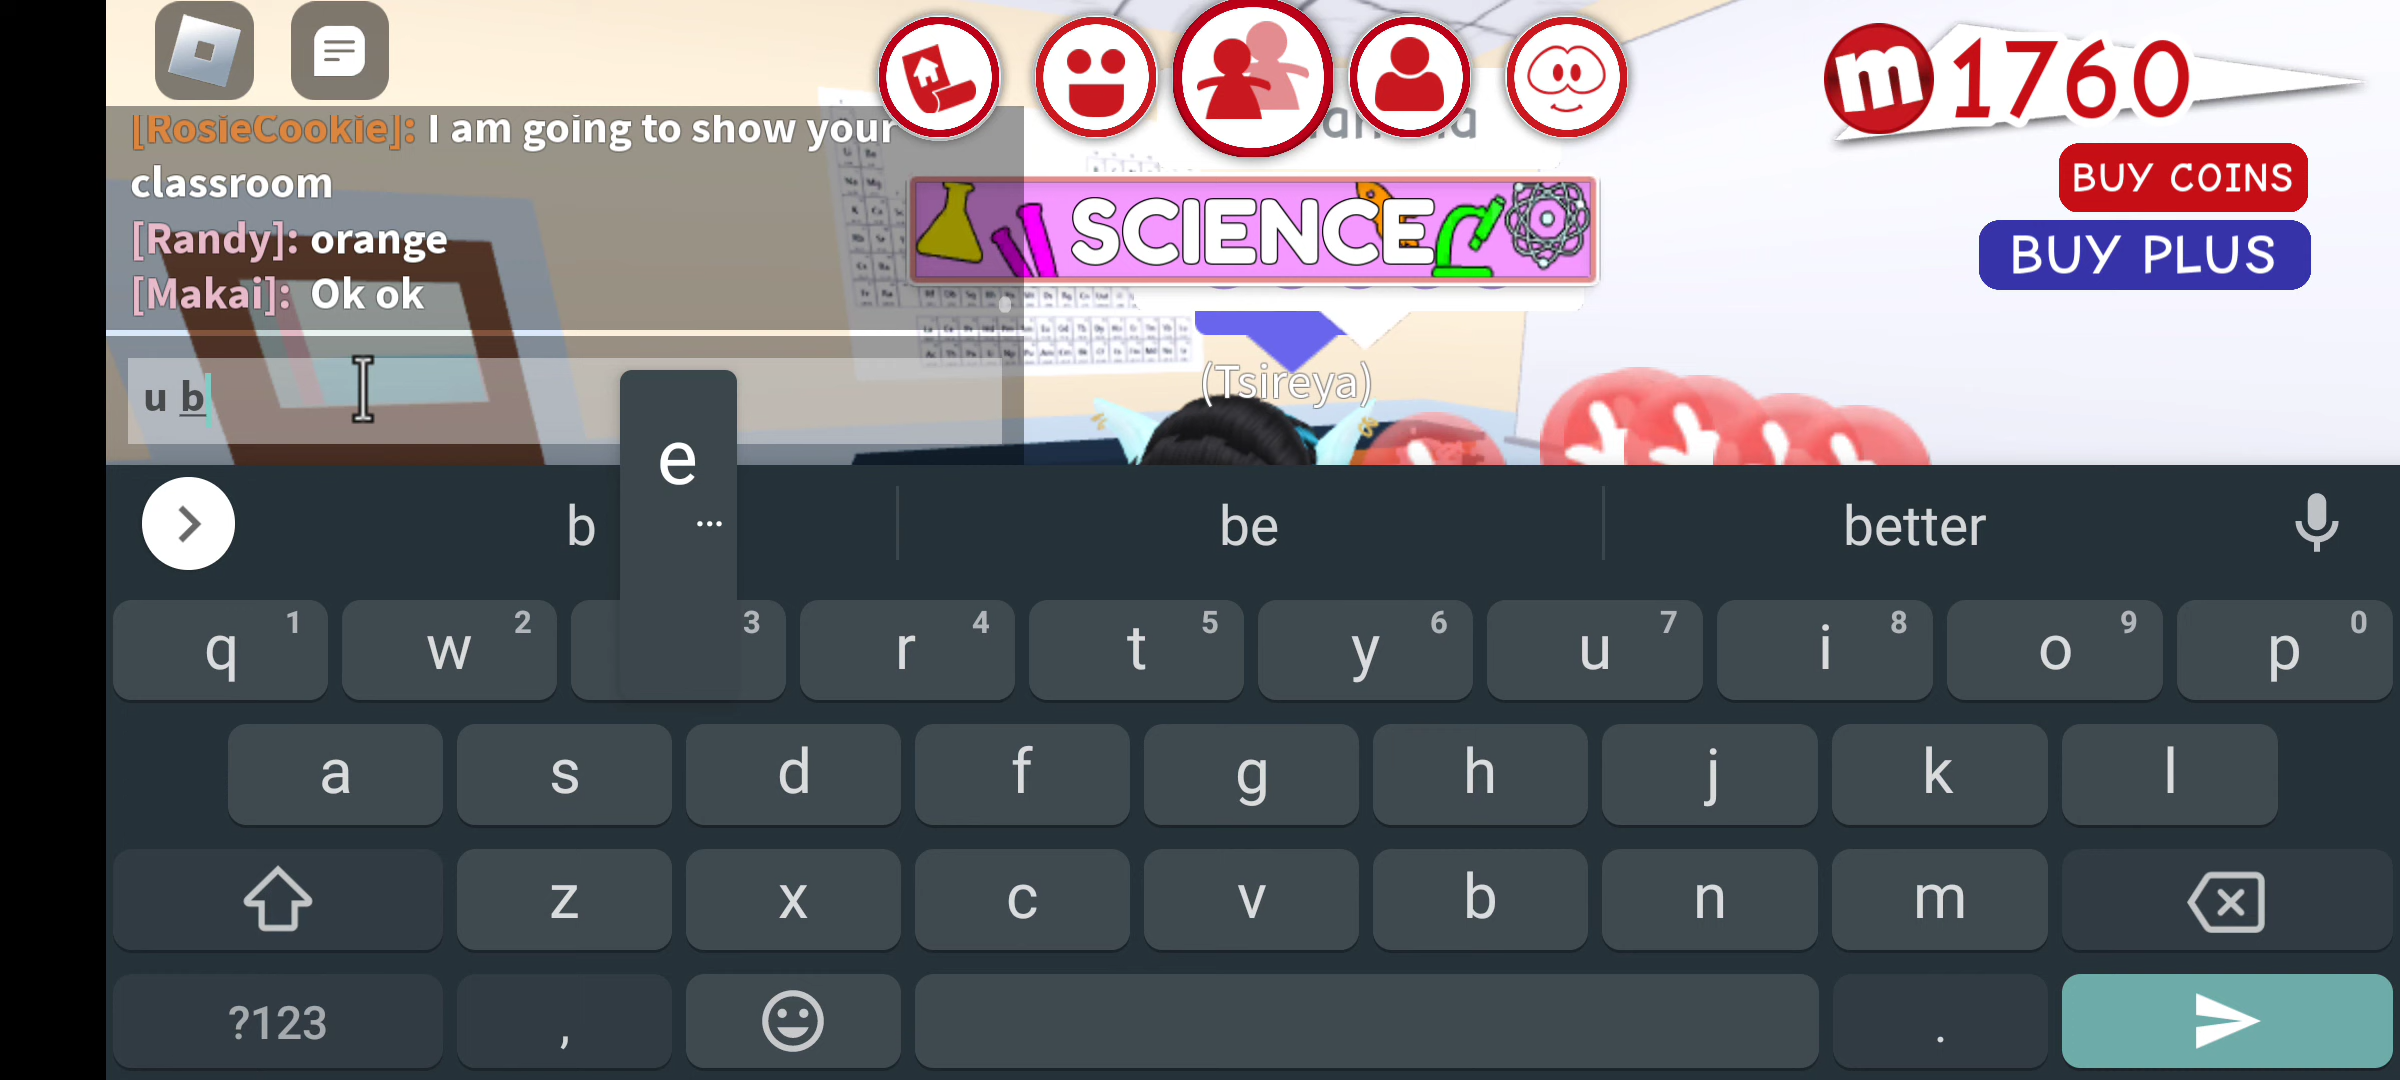 m 1760
[RosieCookie]: I am going to show your
classroom
[Randy]: orange
[Makai]: Ok ok
BUY COINS
BUY PLUS
SCIENCE
(Tsireya)
u b
e
...
b be better
q 1 w 2 3 r 4 t 5 y 6 u 7 i 8 o 9 p 0
a s d f g h j k l
z x c v b n m
?123 , .